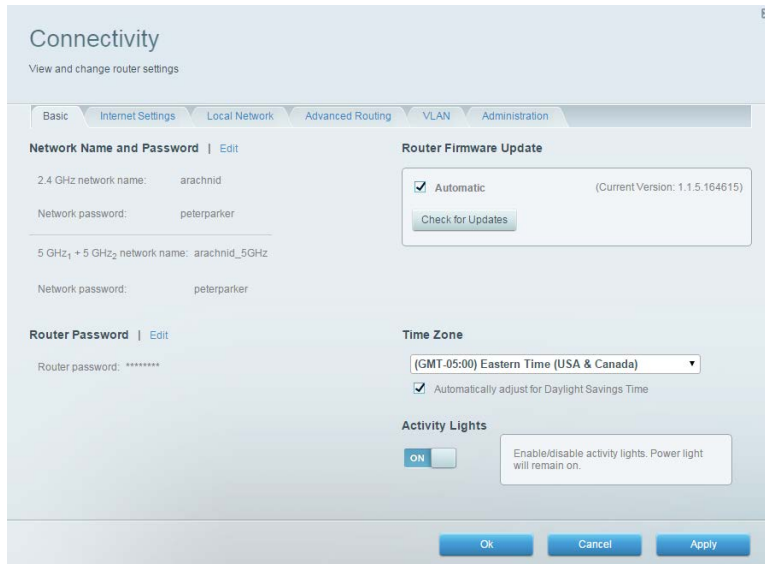 Connectivity
View and change router settings
Basic Internet Settings Local Network Advanced Routing VLAN Administration
Network Name and Password | Edit
2.4 GHz network name: arachnid
Network password: peterparker
5 GHz1 + 5 GHz2 network name: arachnid_5GHz
Network password: peterparker
Router Password | Edit
Router password: ********
Router Firmware Update
Automatic (Current Version: 1.1.5.164615)
Check for Updates
Time Zone
(GMT-05:00) Eastern Time (USA & Canada)
Automatically adjust for Daylight Savings Time
Activity Lights
ON
Enable/disable activity lights. Power light
will remain on.
Ok Cancel Apply